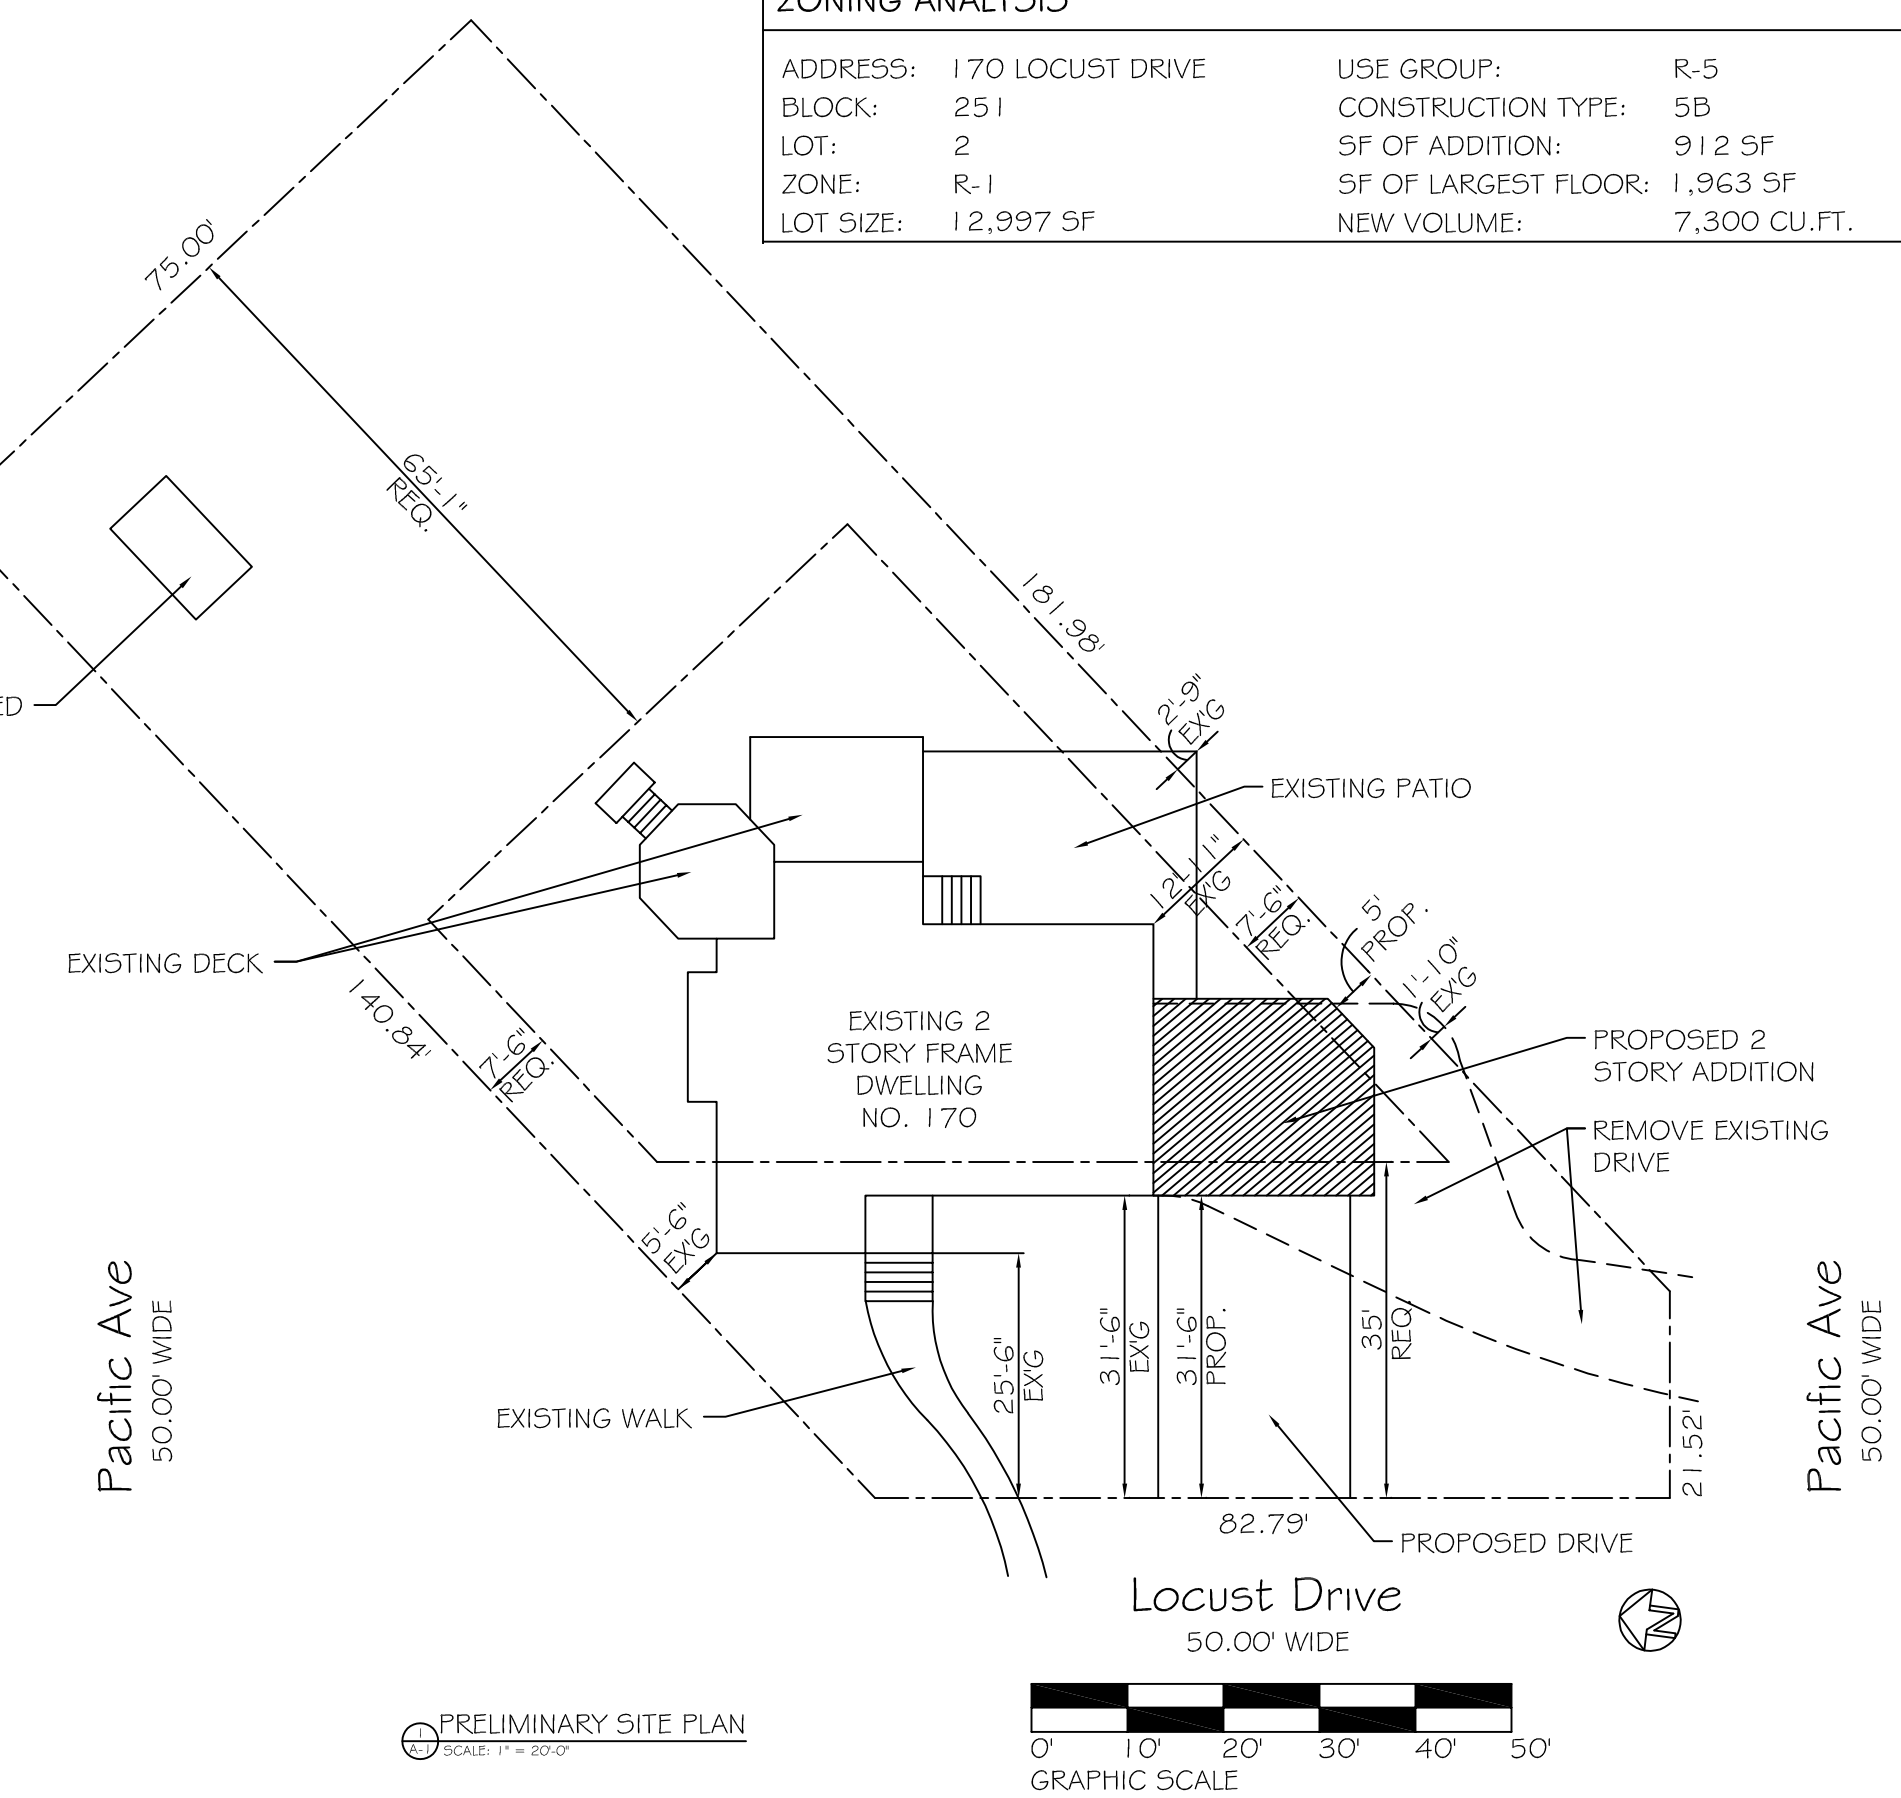 ZONING ANALYSIS
ADDRESS: 170 LOCUST DRIVE USE GROUP: R-5
BLOCK: 251 CONSTRUCTION TYPE: 5B
LOT: 2 SF OF ADDITION: 912 SF
ZONE: R-1 SF OF LARGEST FLOOR: 1,963 SF
LOT SIZE: 12,997 SF NEW VOLUME: 7,300 CU.FT.
75.00'
65'-1"
REQ.
181.98'
2'-9"
EX'G
EXISTING PATIO
12'-11"
EX'G
7'-6"
REQ.
5'
PROP.
1'-10"
EX'G
EXISTING DECK
140.84'
7'-6"
REQ.
EXISTING 2
STORY FRAME
DWELLING
NO. 170
PROPOSED 2
STORY ADDITION
REMOVE EXISTING
DRIVE
5'-6"
EX'G
Pacific Ave
50.00' WIDE
25'-6"
EX'G
31'-6"
EX'G
31'-6"
PROP.
35'
REQ.
EXISTING WALK
21.52'
Pacific Ave
50.00' WIDE
82.79'
PROPOSED DRIVE
Locust Drive
50.00' WIDE
N
1
A-1
PRELIMINARY SITE PLAN
SCALE: 1" = 20'-0"
0' 10' 20' 30' 40' 50'
GRAPHIC SCALE